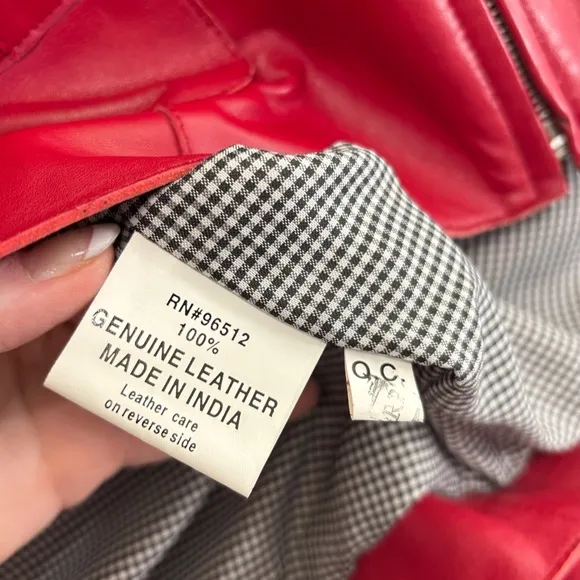 RN#96512
100%
GENUINE LEATHER
MADE IN INDIA
Leather care
on reverse side
Q.C.